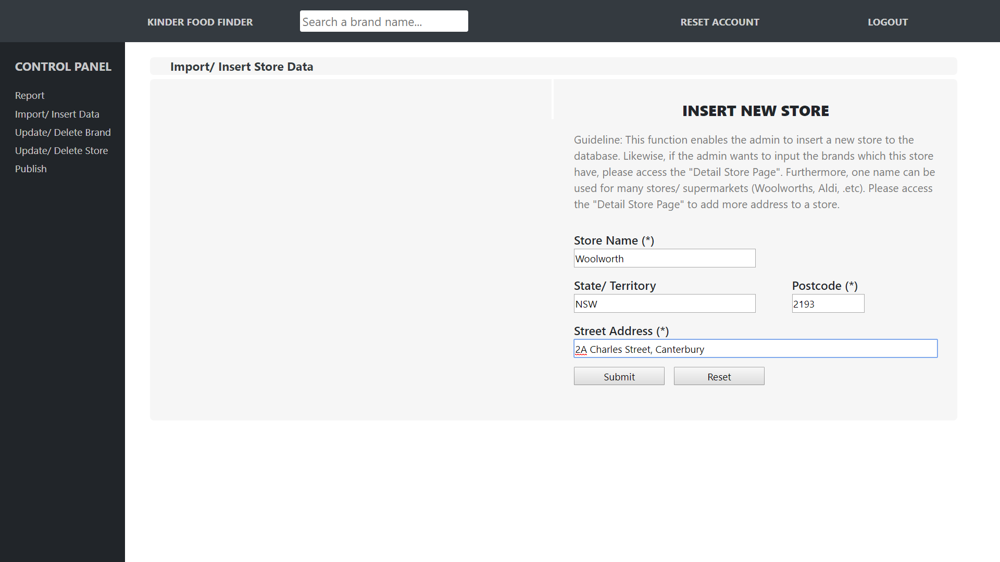 KINDER FOOD FINDER
Search a brand name...
RESET ACCOUNT
LOGOUT
CONTROL PANEL
Report
Import/ Insert Data
Update/ Delete Brand
Update/ Delete Store
Publish
Import/ Insert Store Data
INSERT NEW STORE
Guideline: This function enables the admin to insert a new store to the
database. Likewise, if the admin wants to input the brands which this store
have, please access the "Detail Store Page". Furthermore, one name can be
used for many stores/ supermarkets (Woolworths, Aldi, .etc). Please access
the "Detail Store Page" to add more address to a store.
Store Name (*)
Woolworth
State/ Territory
NSW
Postcode (*)
2193
Street Address (*)
2A Charles Street, Canterbury
Submit
Reset